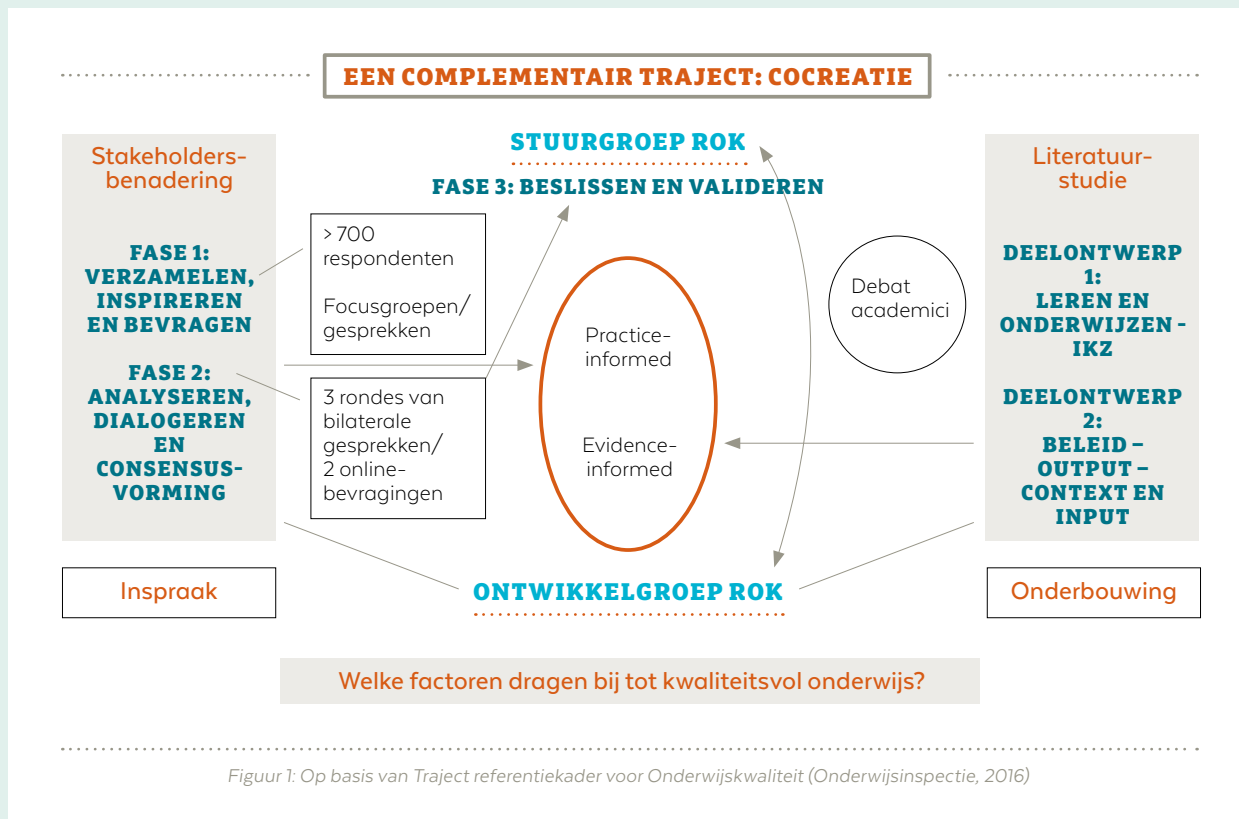 EEN COMPLEMENTAIR TRAJECT: COCREATIE
Stakeholders-
benadering
FASE 1:
VERZAMELEN,
INSPIREREN
EN BEVRAGEN
FASE 2:
ANALYSEREN,
DIALOGEREN
EN
CONSENSUS-
VORMING
Inspraak
> 700
respondenten
Focusgroepen/
gesprekken
3 rondes van
bilaterale
gesprekken/
2 online-
bevragingen
STUURGROEP ROK
FASE 3: BESLISSEN EN VALIDEREN
Practice-
informed
Evidence-
informed
ONTWIKKELGROEP ROK
Debat
academici
Literatuur-
studie
DEELONTWERP
1:
LEREN EN
ONDERWIJZEN -
IKZ
DEELONTWERP
2:
BELEID –
OUTPUT –
CONTEXT EN
INPUT
Onderbouwing
Welke factoren dragen bij tot kwaliteitsvol onderwijs?
Figuur 1: Op basis van Traject referentiekader voor Onderwijskwaliteit (Onderwijsinspectie, 2016)